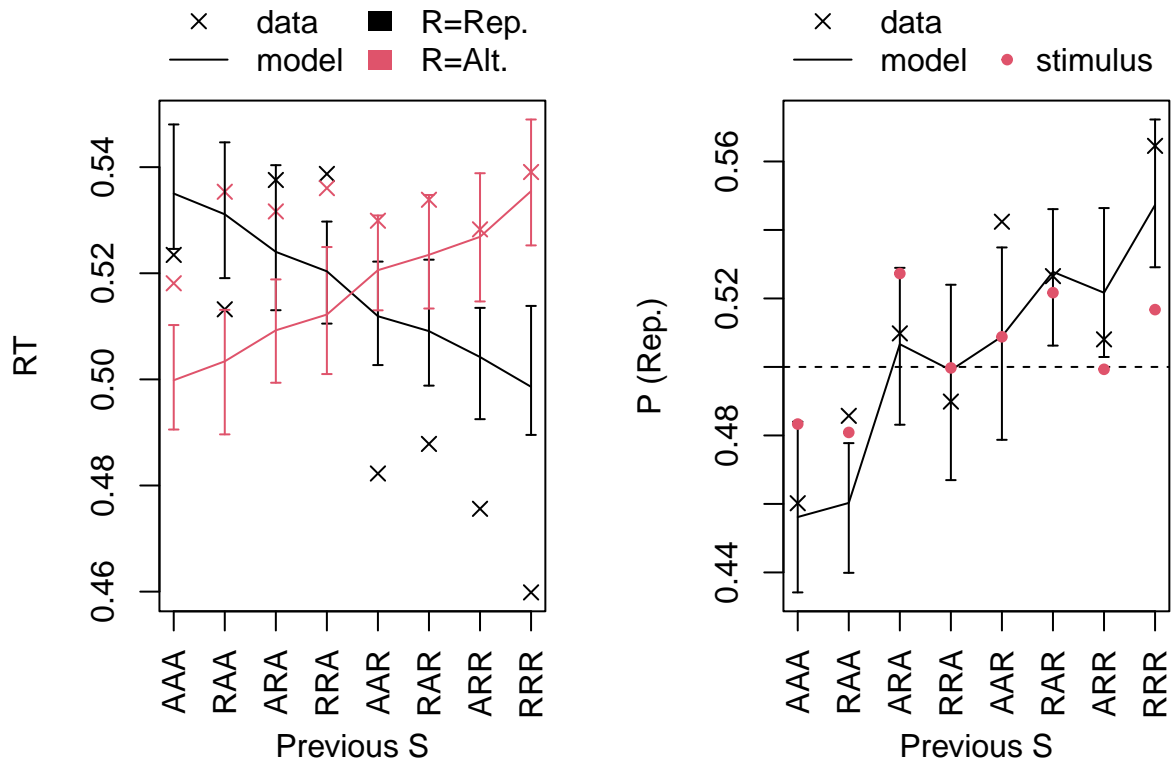 data R=Rep.
model R=Alt.
RT
0.54
0.52
0.50
0.48
0.46
AAA RAA ARA RRA AAR RAR ARR RRR
Previous S
data
model stimulus
P (Rep.)
0.56
0.52
0.48
0.44
AAA RAA ARA RRA AAR RAR ARR RRR
Previous S